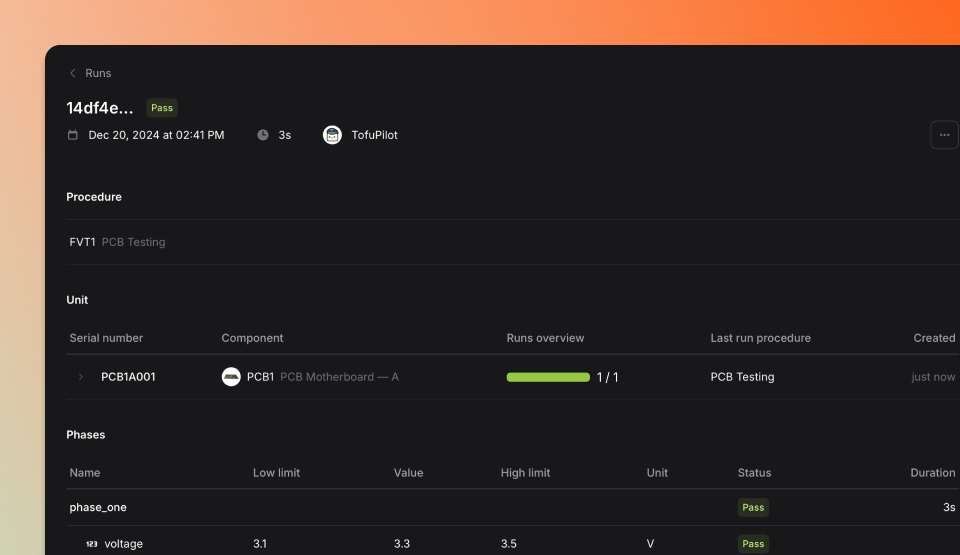 Runs
14df4e... Pass
Dec 20, 2024 at 02:41 PM 3s TofuPilot
Procedure
FVT1 PCB Testing
Unit
Serial number Component Runs overview Last run procedure Created
PCB1A001 PCB1 PCB Motherboard — A 1 / 1 PCB Testing just now
Phases
Name Low limit Value High limit Unit Status Duration
phase_one Pass 3s
123 voltage 3.1 3.3 3.5 V Pass